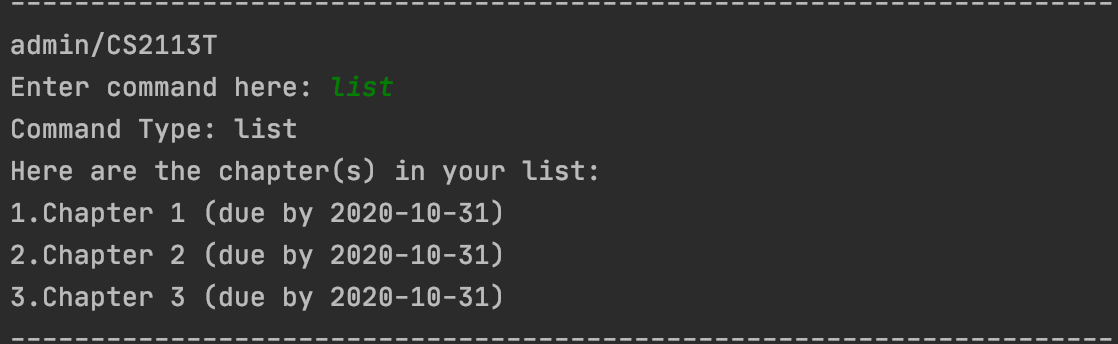 --------------------------------------------------------------------
admin/CS2113T
Enter command here: list
Command Type: list
Here are the chapter(s) in your list:
1.Chapter 1 (due by 2020-10-31)
2.Chapter 2 (due by 2020-10-31)
3.Chapter 3 (due by 2020-10-31)
--------------------------------------------------------------------